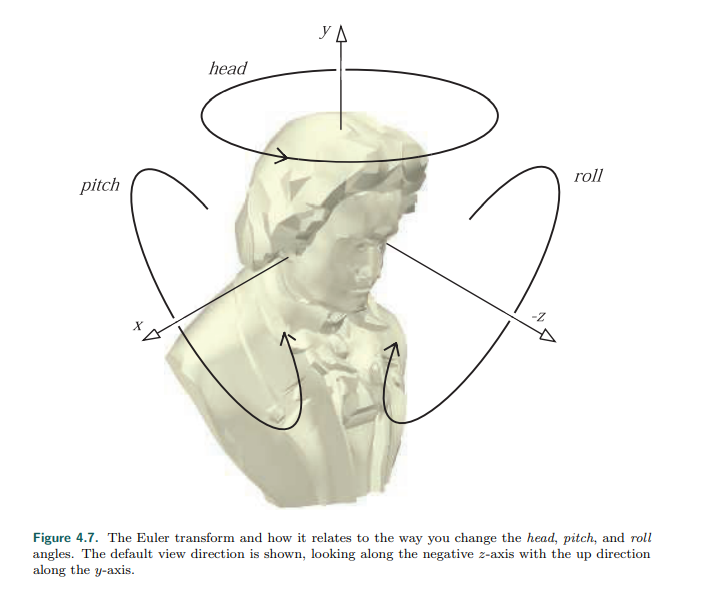 y
head
pitch
roll
x
-z
Figure 4.7. The Euler transform and how it relates to the way you change the head, pitch, and roll
angles. The default view direction is shown, looking along the negative z-axis with the up direction
along the y-axis.